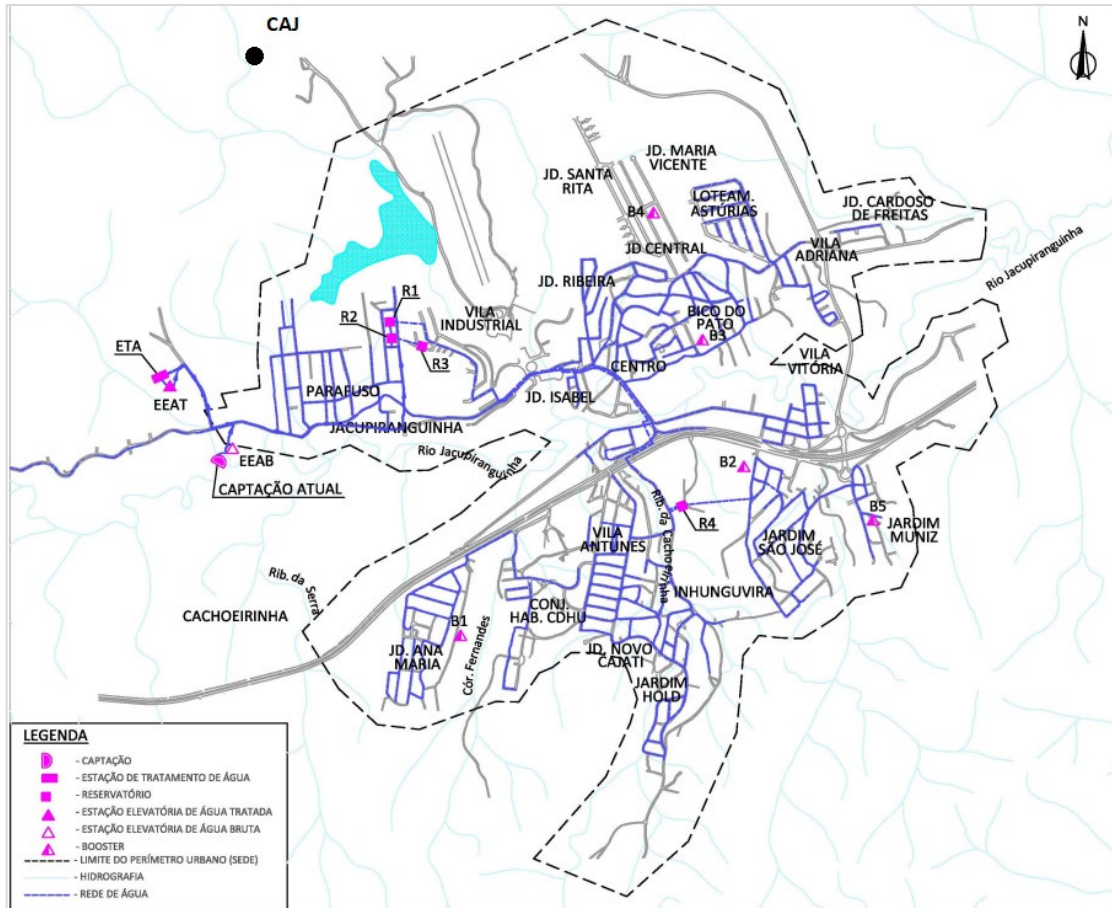 CAJ
N
JD. MARIA
VICENTE
JD. SANTA
RITA
LOTEAM.
ASTÚRIAS
JD. CARDOSO
DE FREITAS
B4
JD CENTRAL
VILA
ADRIANA
Rio Jacupiranguinha
JD. RIBEIRA
R1
R2
VILA
INDUSTRIAL
BICO DO
PATO
B3
R3
ETA
EEAT
PARAFUSO
CENTRO
VILA
VITÓRIA
JD. ISABEL
JACUPIRANGUINHA
EEAB
Rio Jacupiranguinha
CAPTAÇÃO ATUAL
B2
R4
B5
JARDIM
MUNIZ
VILA
ANTUNES
Rib. da Cachoeirinha
JARDIM
SÃO JOSÉ
Rib. da Serra
INHUNGUVIRA
CACHOEIRINHA
CONJ.
HAB. CDHU
B1
JD. ANA
MARIA
Cór. Fernandes
JD. NOVO
CAJATI
JARDIM
HOLD
LEGENDA
- CAPTAÇÃO
- ESTAÇÃO DE TRATAMENTO DE ÁGUA
- RESERVATÓRIO
- ESTAÇÃO ELEVATÓRIA DE ÁGUA TRATADA
- ESTAÇÃO ELEVATÓRIA DE ÁGUA BRUTA
- BOOSTER
- LIMITE DO PERÍMETRO URBANO (SEDE)
- HIDROGRAFIA
- REDE DE ÁGUA